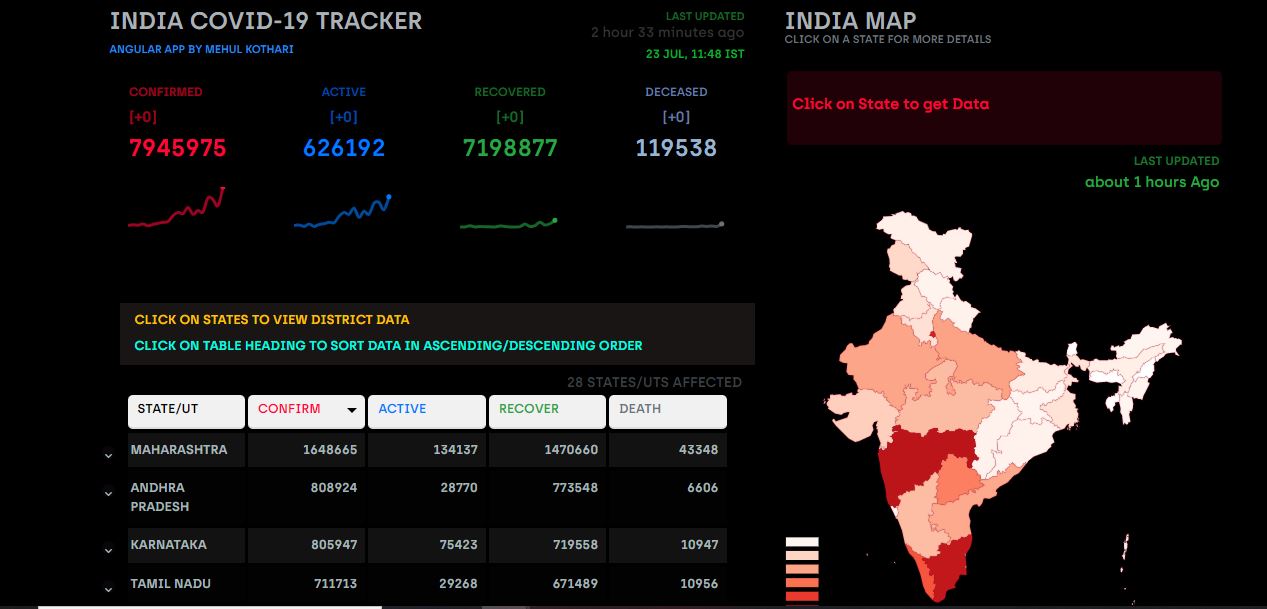 INDIA COVID-19 TRACKER
ANGULAR APP BY MEHUL KOTHARI
LAST UPDATED
2 hour 33 minutes ago
23 JUL, 11:48 IST
CONFIRMED ACTIVE RECOVERED DECEASED
[+0] [+0] [+0] [+0]
7945975 626192 7198877 119538
CLICK ON STATES TO VIEW DISTRICT DATA
CLICK ON TABLE HEADING TO SORT DATA IN ASCENDING/DESCENDING ORDER
28 STATES/UTS AFFECTED
STATE/UT CONFIRM ACTIVE RECOVER DEATH
MAHARASHTRA 1648665 134137 1470660 43348
ANDHRA PRADESH 808924 28770 773548 6606
KARNATAKA 805947 75423 719558 10947
TAMIL NADU 711713 29268 671489 10956
INDIA MAP
CLICK ON A STATE FOR MORE DETAILS
Click on State to get Data
LAST UPDATED
about 1 hours Ago